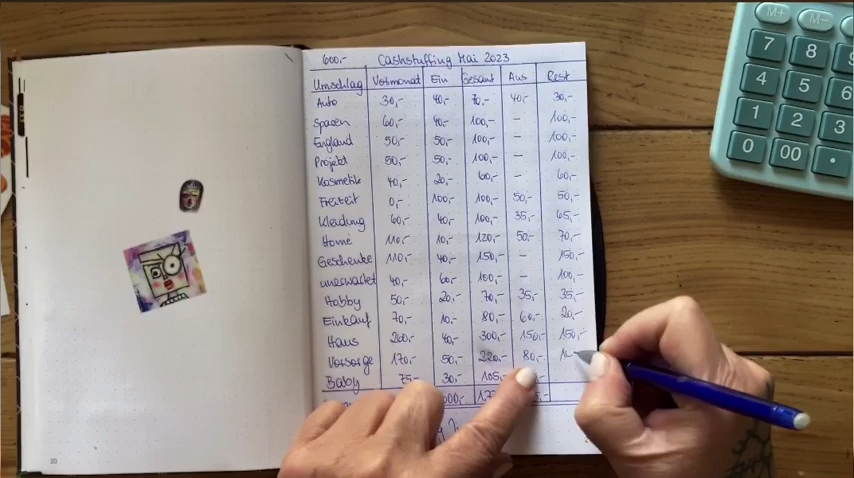 600,- Cashstuffing Mai 2023
Umschlag Vormonat Ein Gesamt Aus Rest
Auto 30,- 40,- 70,- 40,- 30,-
Sparen 60,- 40,- 100,- - 100,-
England 50,- 50,- 100,- - 100,-
Projekt 50,- 50,- 100,- - 100,-
Kosmetik 40,- 20,- 60,- - 60,-
Freizeit 0,- 100,- 100,- 50,- 50,-
Kleidung 60,- 40,- 100,- 35,- 65,-
Home 110,- 10,- 120,- 50,- 70,-
Geschenke 110,- 40,- 150,- - 150,-
unerwartet 40,- 60,- 100,- - 100,-
Hobby 50,- 20,- 70,- 35,- 35,-
Einkauf 70,- 10,- 80,- 60,- 20,-
Haus 260,- 40,- 300,- 150,- 150,-
Vorsorge 170,- 50,- 220,- 80,-
Baby 75,- 30,- 105,-
600,-
M+ M-
7 8
4 5 6
1 2 3
0 00 .
20